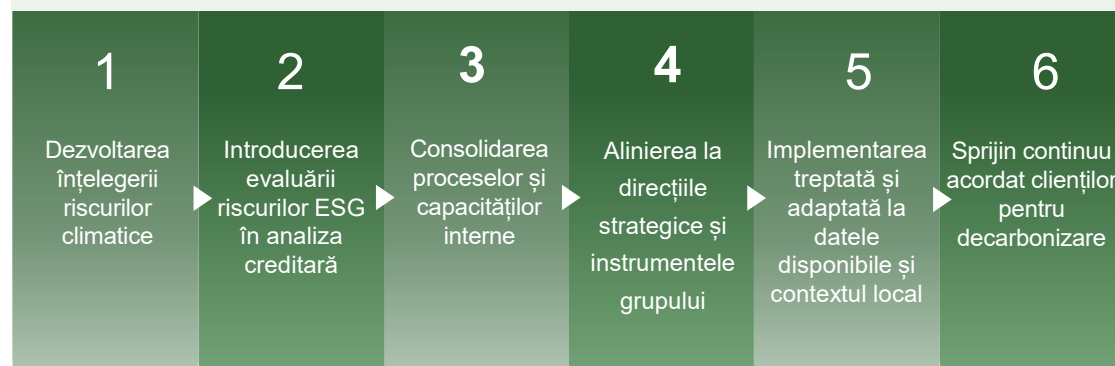 1
Dezvoltarea
înțelegerii
riscurilor
climatice
2
Introducerea
evaluării
riscurilor ESG
în analiza
creditară
3
Consolidarea
proceselor și
capacităților
interne
4
Alinierea la
direcțiile
strategice și
instrumentele
grupului
5
Implementarea
treptată și
adaptată la
datele
disponibile și
contextul local
6
Sprijin continuu
acordat clienților
pentru
decarbonizare